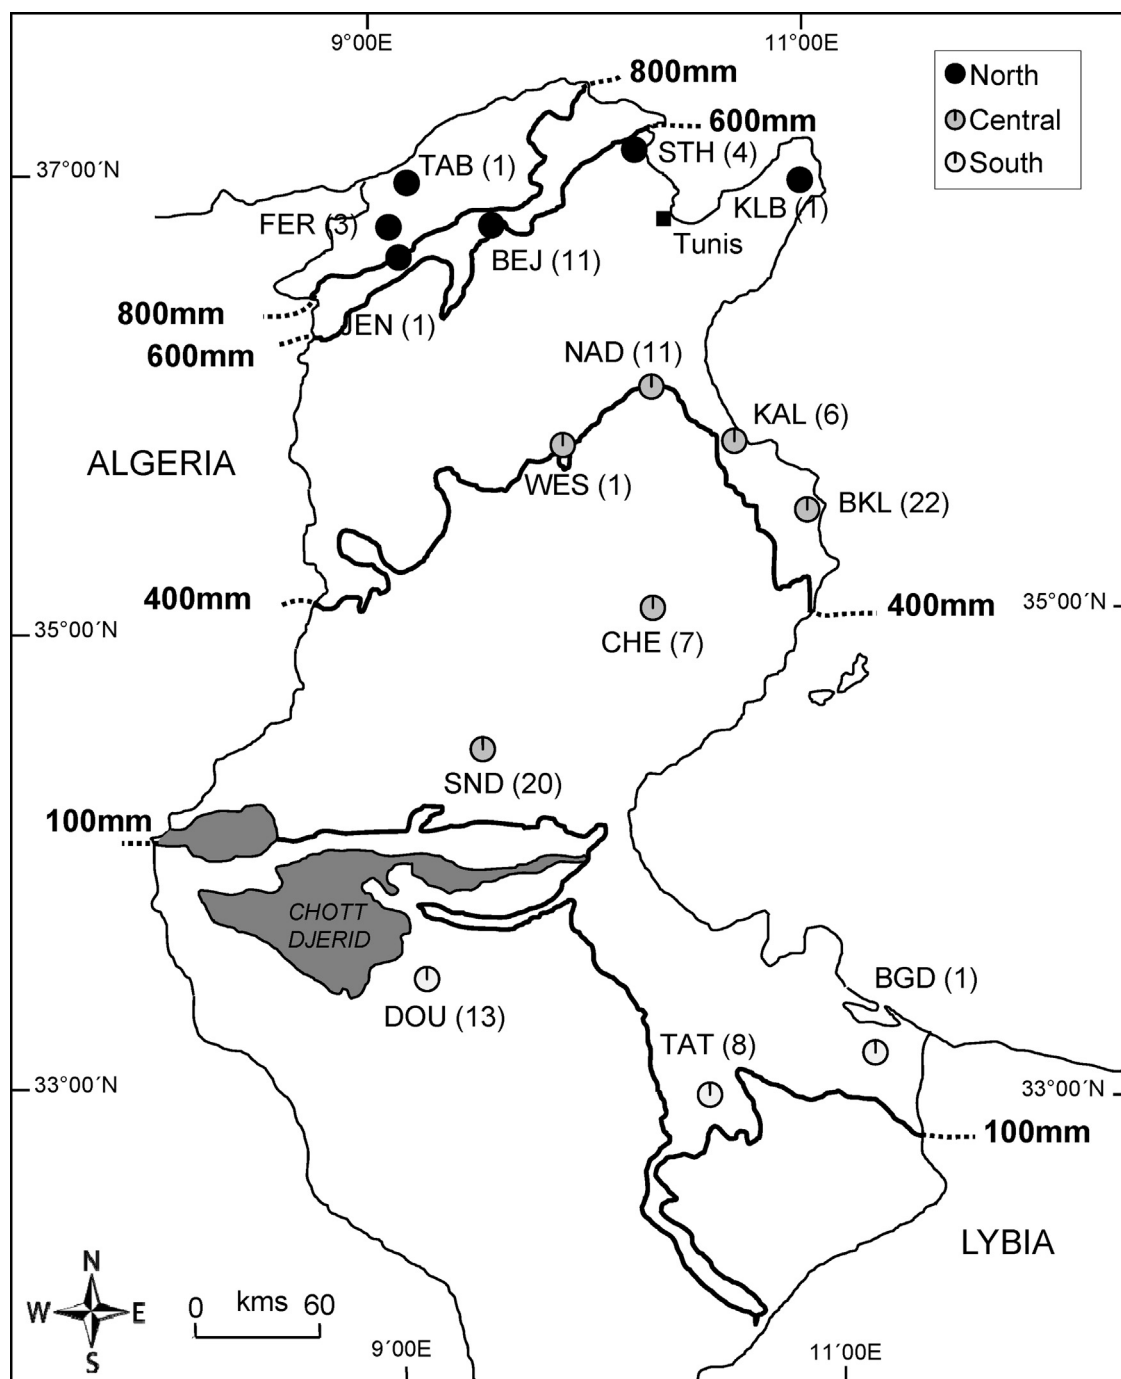 9°00'E
11°00'E
800mm
North
Central
South
600mm
STH (4)
37°00'N
TAB (1)
KLB (1)
FER (3)
Tunis
BEJ (11)
800mm
JEN (1)
600mm
NAD (11)
KAL (6)
ALGERIA
WES (1)
BKL (22)
400mm
400mm
35°00'N
35°00'N
CHE (7)
SND (20)
100mm
CHOTT
DJERID
BGD (1)
DOU (13)
TAT (8)
33°00'N
33°00'N
100mm
LYBIA
N
W E
S
0 kms 60
9´00E
11´00E